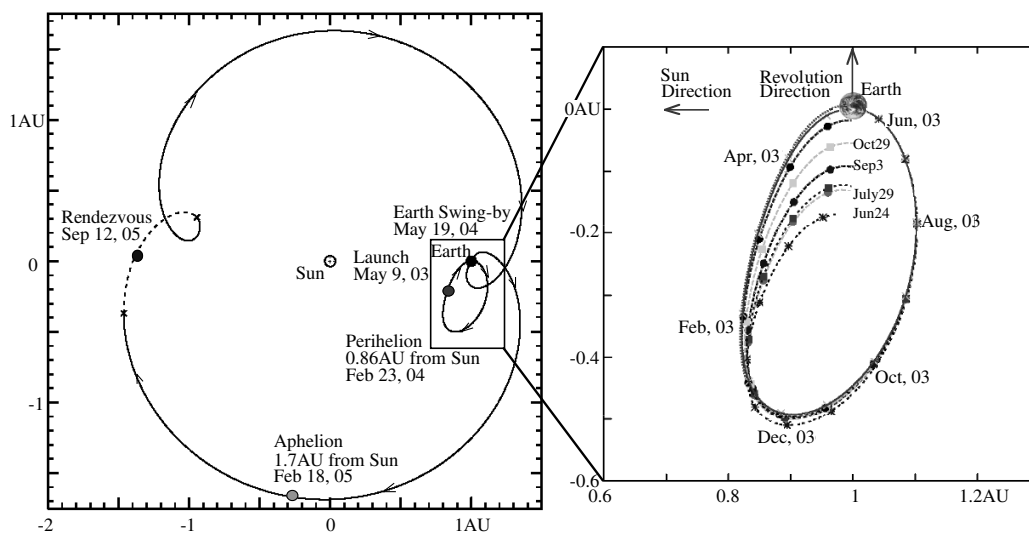 1AU
0
-1
-2
-1
0
1AU
Rendezvous
Sep 12, 05
Sun
Launch
May 9, 03
Earth Swing-by
May 19, 04
Earth
Perihelion
0.86AU from Sun
Feb 23, 04
Aphelion
1.7AU from Sun
Feb 18, 05
Sun
Direction
Revolution
Direction
Earth
0AU
-0.2
-0.4
-0.6
0.6
0.8
1
1.2AU
Jun, 03
Apr, 03
Oct29
Sep3
July29
Jun24
Aug, 03
Feb, 03
Oct, 03
Dec, 03